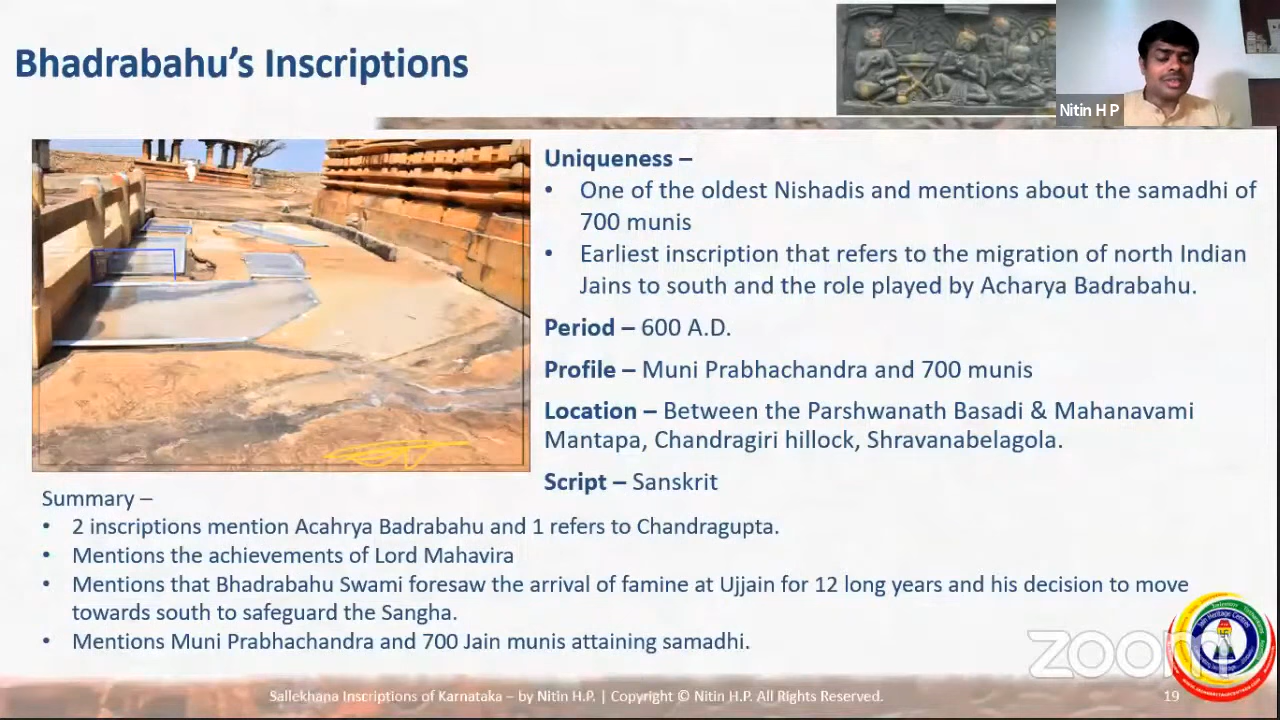 Bhadrabahu's Inscriptions
Nitin H P
Uniqueness –
• One of the oldest Nishadis and mentions about the samadhi of
700 munis
• Earliest inscription that refers to the migration of north Indian
Jains to south and the role played by Acharya Badrabahu.
Period – 600 A.D.
Profile – Muni Prabhachandra and 700 munis
Location – Between the Parshwanath Basadi & Mahanavami
Mantapa, Chandragiri hillock, Shravanabelagola.
Script – Sanskrit
Summary –
• 2 inscriptions mention Acahrya Badrabahu and 1 refers to Chandragupta.
• Mentions the achievements of Lord Mahavira
• Mentions that Bhadrabahu Swami foresaw the arrival of famine at Ujjain for 12 long years and his decision to move
towards south to safeguard the Sangha.
• Mentions Muni Prabhachandra and 700 Jain munis attaining samadhi.
zoom
Jain Heritage Centres
Sallekhana Inscriptions of Karnataka – by Nitin H.P. | Copyright © Nitin H.P. All Rights Reserved.
19